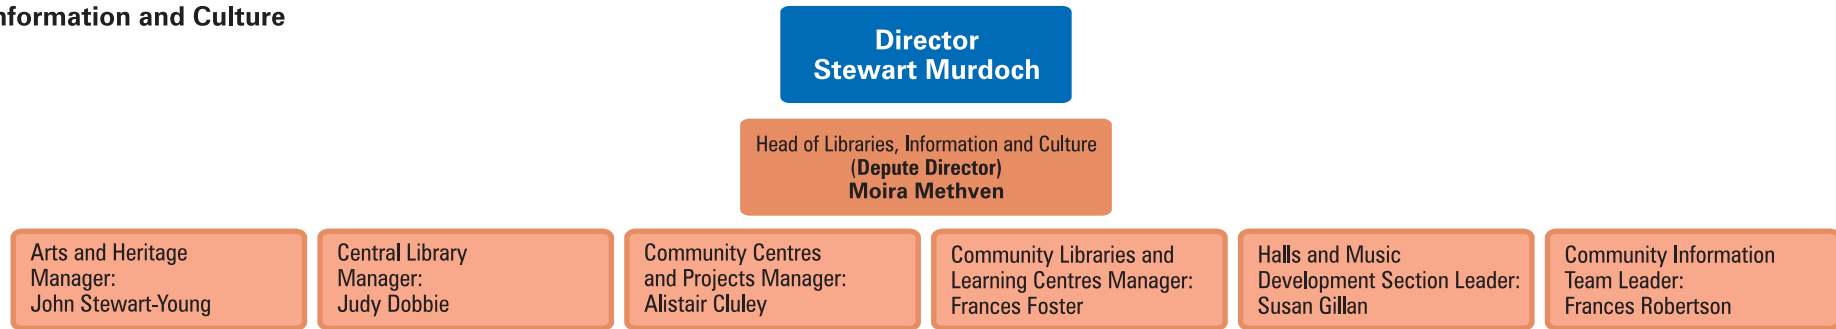 nformation and Culture
Director
Stewart Murdoch
Head of Libraries, Information and Culture
(Depute Director)
Moira Methven
Arts and Heritage
Manager:
John Stewart-Young
Central Library
Manager:
Judy Dobbie
Community Centres
and Projects Manager:
Alistair Cluley
Community Libraries and
Learning Centres Manager:
Frances Foster
Halls and Music
Development Section Leader:
Susan Gillan
Community Information
Team Leader:
Frances Robertson